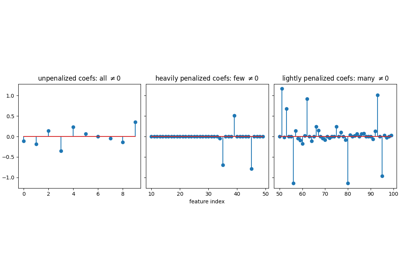 unpenalized coefs: all ≠0
heavily penalized coefs: few ≠0
lightly penalized coefs: many ≠0
1.0
0.5
0.0
−0.5
−1.0
0 2 4 6 8
10 20 30 40 50
50 60 70 80 90 100
feature index